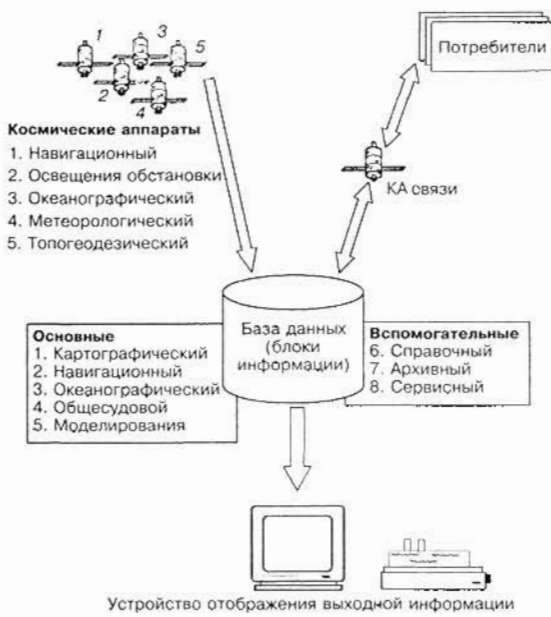 1
3
5
2
4
Потребители
Космические аппараты
1. Навигационный
2. Освещения обстановки
3. Океанографический
4. Метеорологический
5. Топогеодезический
КА связи
База данных
(блоки
информации)
Основные
1. Картографический
2. Навигационный
3. Океанографический
4. Общесудовой
5. Моделирования
Вспомогательные
6. Справочный
7. Архивный
8. Сервисный
Устройство отображения выходной информации